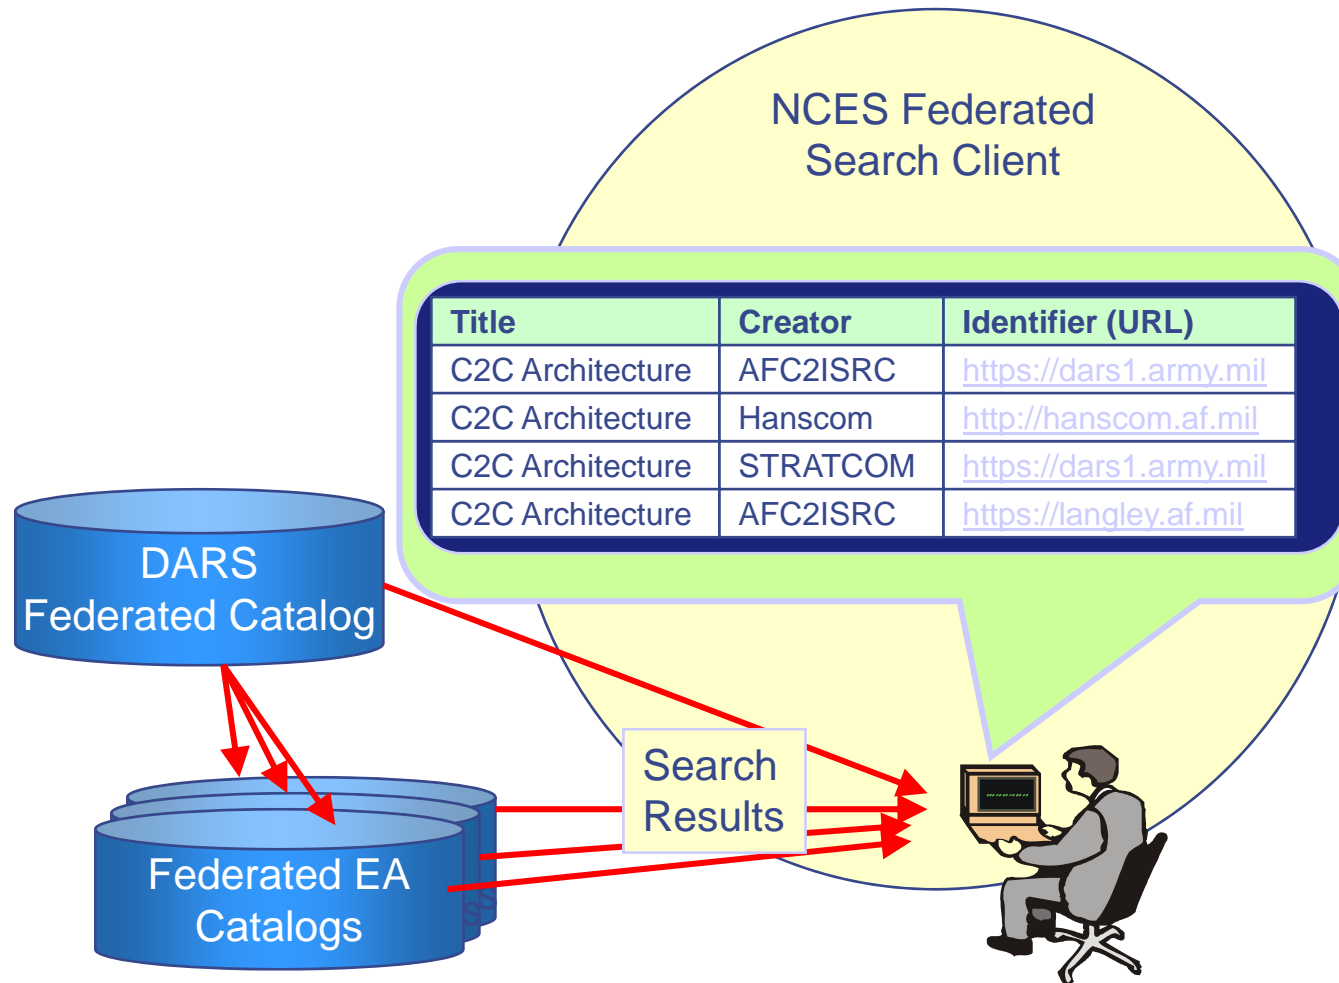 NCES Federated
Search Client
Title Creator Identifier (URL)
C2C Architecture AFC2ISRC https://dars1.army.mil
C2C Architecture Hanscom http://hanscom.af.mil
C2C Architecture STRATCOM https://dars1.army.mil
C2C Architecture AFC2ISRC https://langley.af.mil
DARS
Federated Catalog
Search
Results
Federated EA
Catalogs